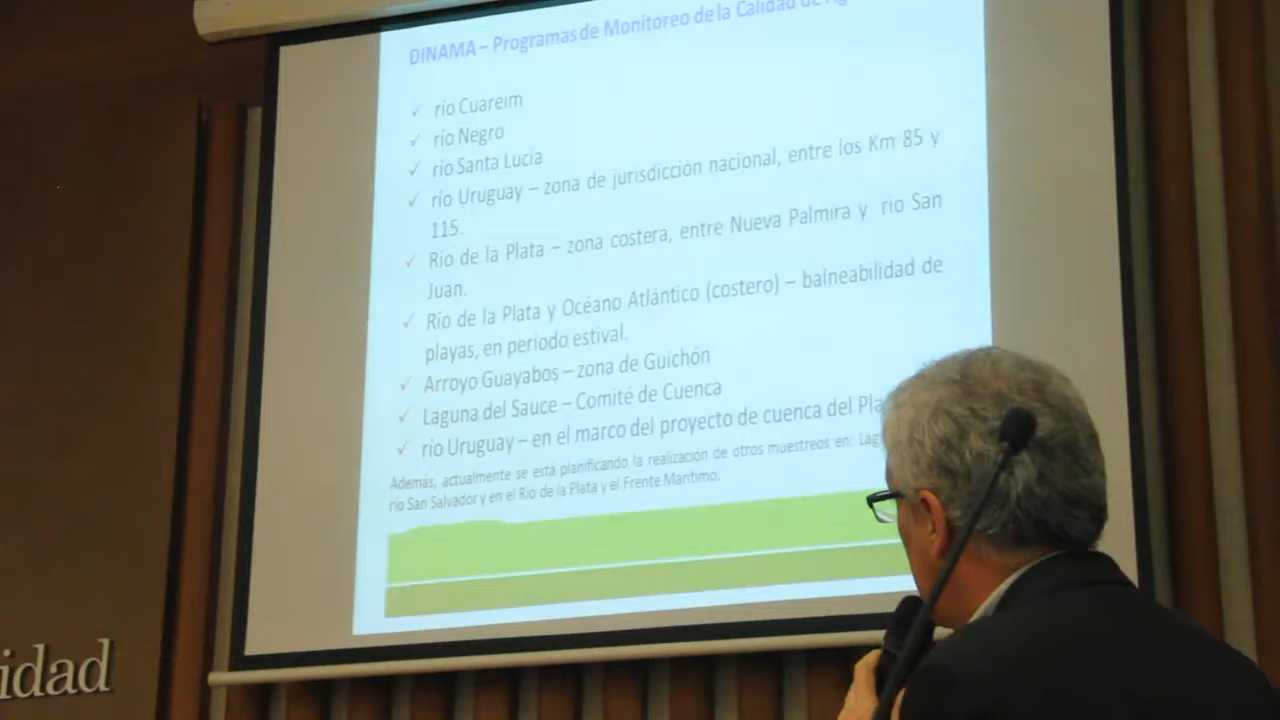 DINAMA – Programas de Monitoreo de la Calidad de
✓ río Cuareim
✓ río Negro
✓ río Santa Lucía
✓ río Uruguay – zona de jurisdicción nacional, entre los Km 85 y
115.
✓ Río de la Plata – zona costera, entre Nueva Palmira y río San
Juan.
✓ Río de la Plata y Océano Atlántico (costero) – balneabilidad de
playas, en período estival.
✓ Arroyo Guayabos – zona de Guichón
✓ Laguna del Sauce – Comité de Cuenca
✓ río Uruguay – en el marco del proyecto de cuenca del Pla
Además, actualmente se está planificando la realización de otros muestreos en: Lag
río San Salvador y en el Río de la Plata y el Frente Marítimo.
idad